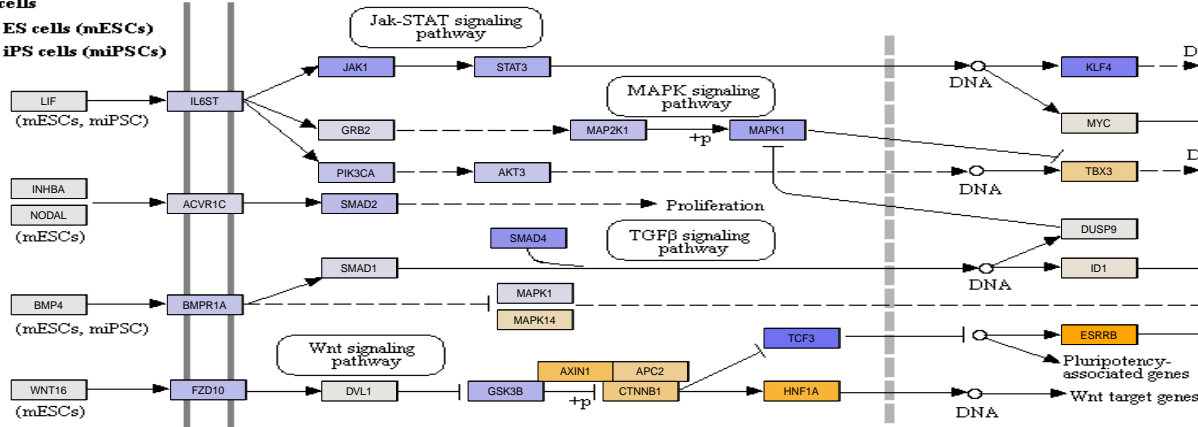 cells
ES cells (mESCs)
iPS cells (miPSCs)
Jak-STAT signaling
pathway
JAK1
STAT3
DNA
KLF4
D
LIF
(mESCs, miPSC)
IL6ST
MAPK signaling
pathway
GRB2
MAP2K1
+p
MAPK1
MYC
PIK3CA
AKT3
DNA
TBX3
D
INHBA
NODAL
(mESCs)
ACVR1C
SMAD2
Proliferation
SMAD4
TGFβ signaling
pathway
DUSP9
SMAD1
DNA
ID1
BMP4
(mESCs, miPSC)
BMPR1A
MAPK1
MAPK14
Wnt signaling
pathway
TCF3
ESRRB
Pluripotency-
associated genes
WNT16
(mESCs)
FZD10
DVL1
GSK3B
+p
AXIN1
APC2
CTNNB1
HNF1A
DNA
Wnt target genes